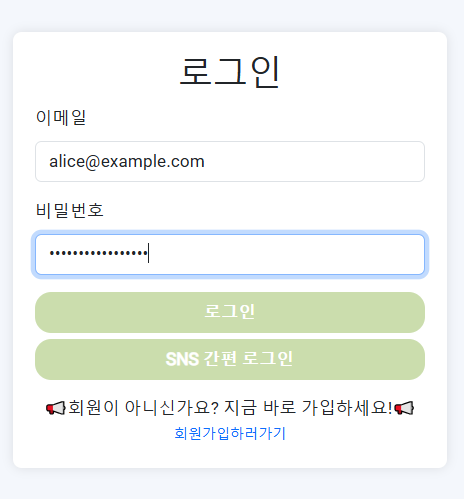 로그인
이메일
alice@example.com
비밀번호
•••••••••••••••••
로그인
SNS 간편 로그인
📢회원이 아니신가요? 지금 바로 가입하세요!📢
회원가입하러가기